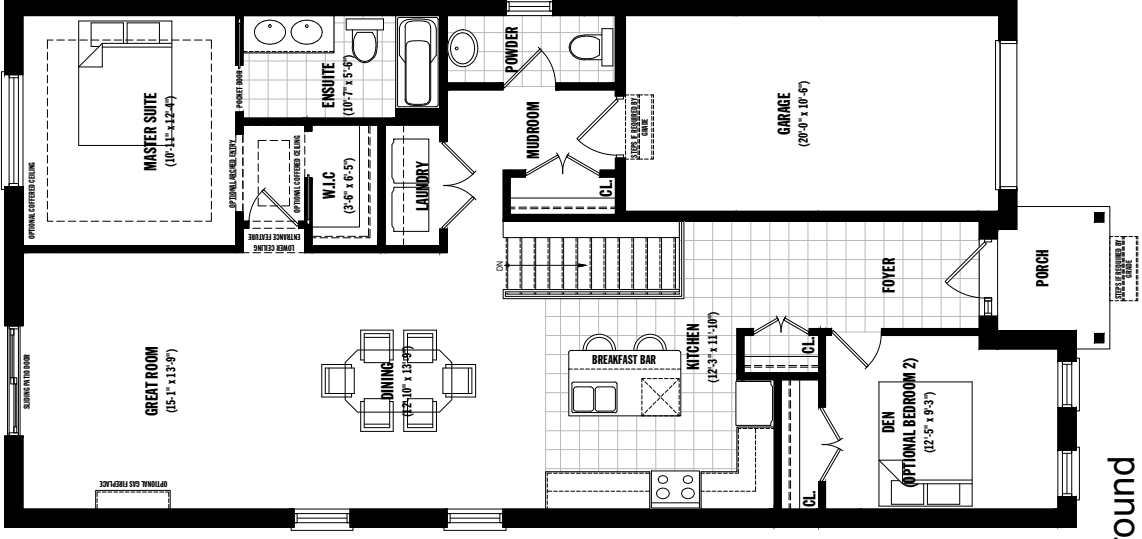 OPTIONAL COFFERED CEILING
MASTER SUITE
(10'-11" x 12'-4")
POCKET DOOR
ENSUITE
(10'-7" x 5'-6")
OPTIONAL ARCHED ENTRY
OPTIONAL COFFERED CEILING
LOWER CEILING
ENTRANCE FEATURE
W.I.C
(3'-6" x 6'-5")
LAUNDRY
POWDER
MUDROOM
CL.
STEPS IF REQUIRED BY
GRADE
GARAGE
(20'-0" x 10'-6")
DN
FOYER
PORCH
STEPS IF REQUIRED BY
GRADE
SLIDING PATIO DOOR
GREAT ROOM
(15'-1" x 13'-9")
OPTIONAL GAS FIREPLACE
DINING
(12'-10" x 13'-9")
BREAKFAST BAR
KITCHEN
(12'-3" x 11'-10")
CL.
CL.
DEN
(OPTIONAL BEDROOM 2)
(12'-5" x 9'-3")
round